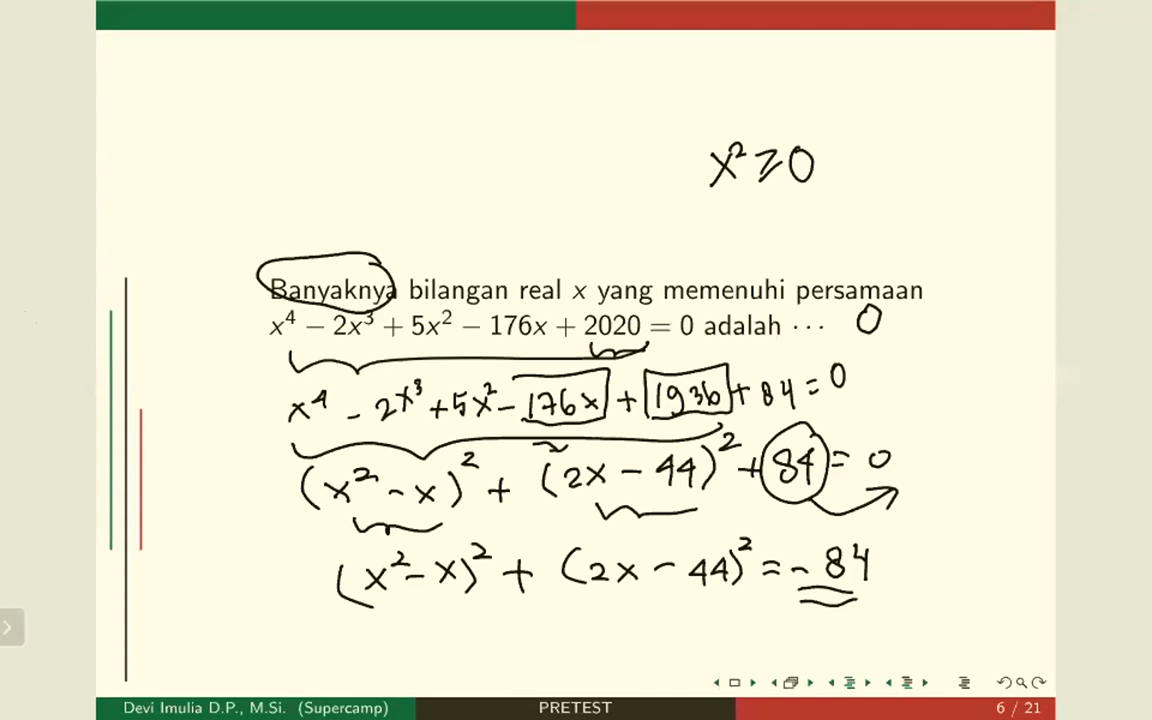 x² ≥ 0
Banyaknya bilangan real x yang memenuhi persamaan
x⁴ − 2x³ + 5x² − 176x + 2020 = 0 adalah ··· 0
x⁴ − 2x³ + 5x² − 176x + 1936 + 84 = 0
(x² − x)² + (2x − 44)² + 84 = 0
(x² − x)² + (2x − 44)² = − 84
Devi Imulia D.P., M.Si. (Supercamp) PRETEST 6 / 21